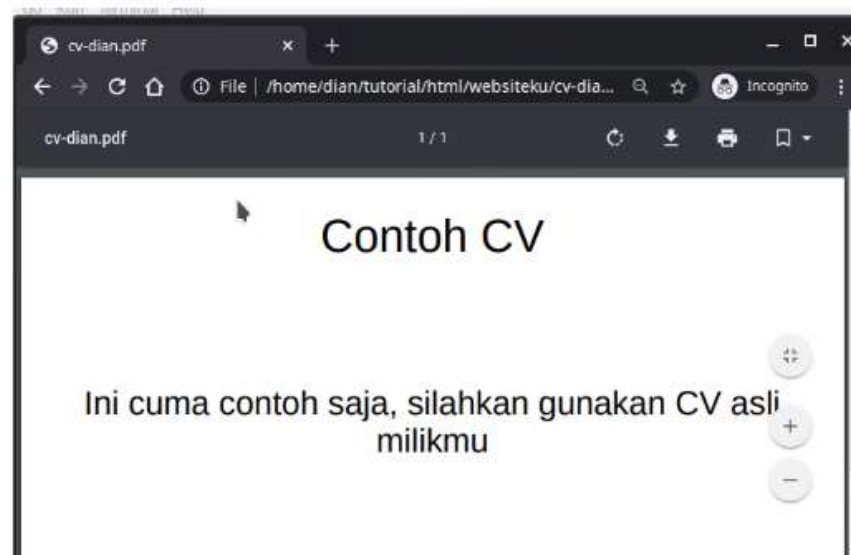 cv-dian.pdf
File | /home/dian/tutorial/html/websiteku/cv-dia... Incognito
cv-dian.pdf 1 / 1
Contoh CV
Ini cuma contoh saja, silahkan gunakan CV asli
milikmu